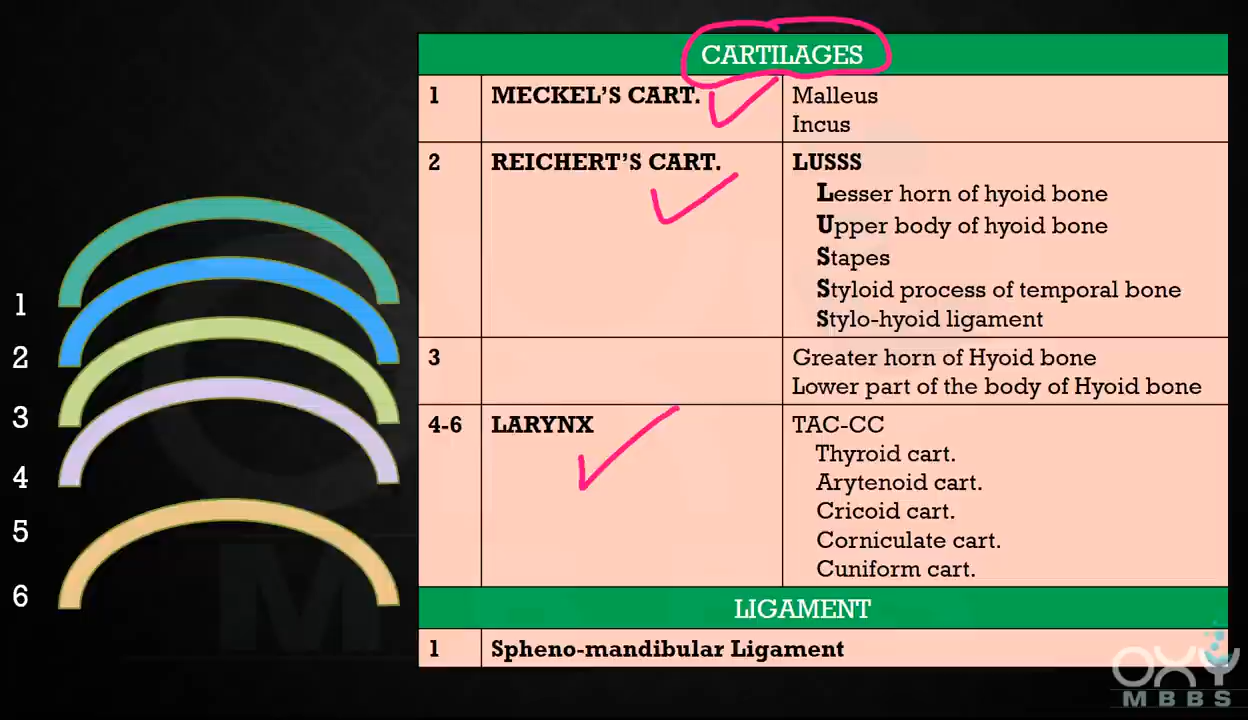 CARTILAGES
1 MECKEL'S CART. Malleus
Incus
2 REICHERT'S CART. LUSSS
Lesser horn of hyoid bone
Upper body of hyoid bone
Stapes
Styloid process of temporal bone
Stylo-hyoid ligament
3 Greater horn of Hyoid bone
Lower part of the body of Hyoid bone
4-6 LARYNX TAC-CC
Thyroid cart.
Arytenoid cart.
Cricoid cart.
Corniculate cart.
Cuniform cart.
LIGAMENT
1 Spheno-mandibular Ligament
1
2
3
4
5
6
M
OXY
MBBS